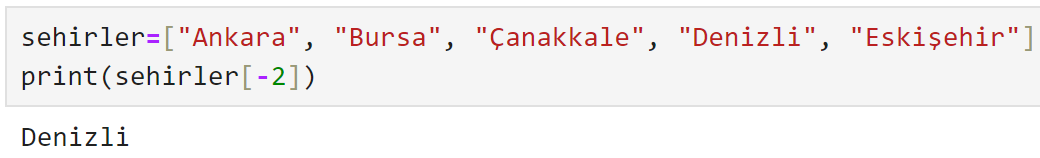 sehirler=["Ankara", "Bursa", "Çanakkale", "Denizli", "Eskişehir"]
print(sehirler[-2])
Denizli